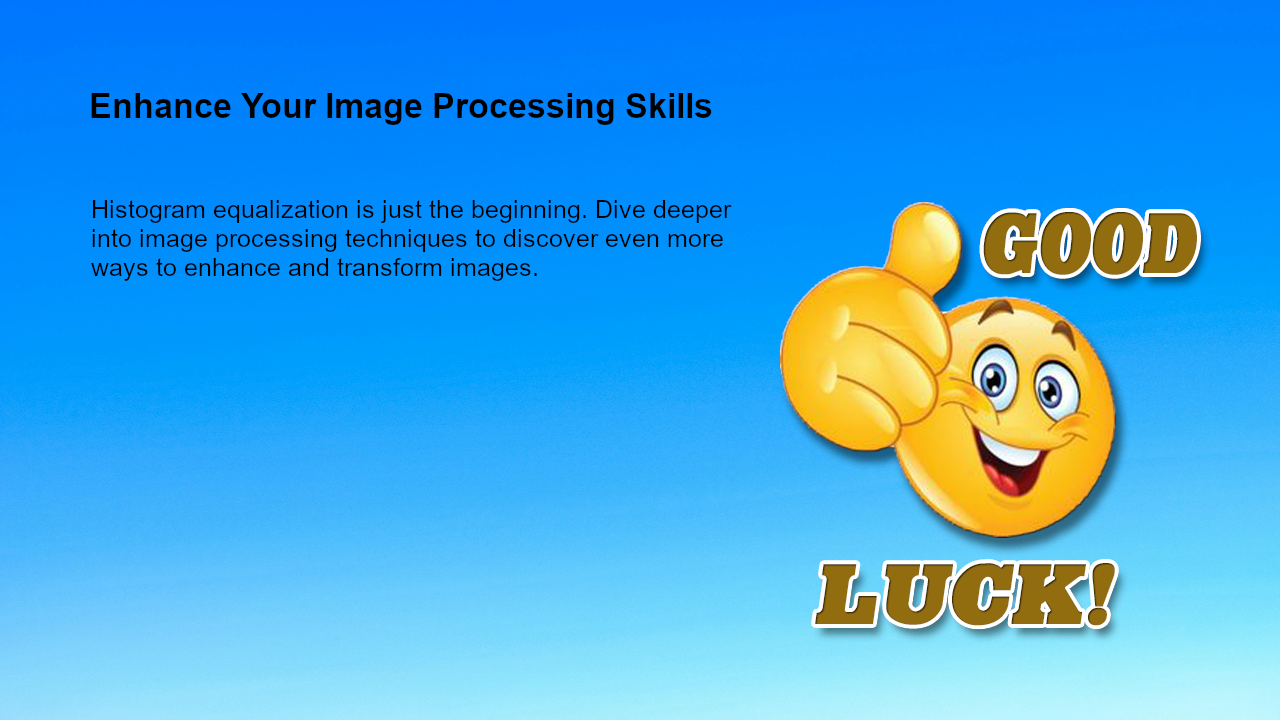 Enhance Your Image Processing Skills
Histogram equalization is just the beginning. Dive deeper
into image processing techniques to discover even more
ways to enhance and transform images.
GOOD
LUCK!